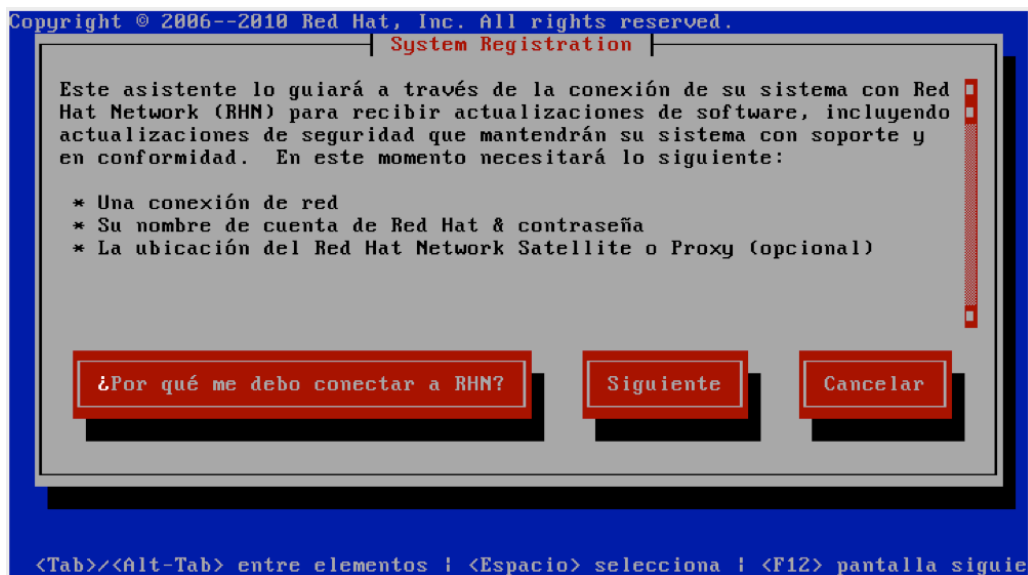 Copyright © 2006--2010 Red Hat, Inc. All rights reserved.
System Registration
Este asistente lo guiará a través de la conexión de su sistema con Red
Hat Network (RHN) para recibir actualizaciones de software, incluyendo
actualizaciones de seguridad que mantendrán su sistema con soporte y
en conformidad.  En este momento necesitará lo siguiente:
* Una conexión de red
* Su nombre de cuenta de Red Hat & contraseña
* La ubicación del Red Hat Network Satellite o Proxy (opcional)
¿Por qué me debo conectar a RHN? Siguiente Cancelar
<Tab>/<Alt-Tab> entre elementos | <Espacio> selecciona | <F12> pantalla siguie